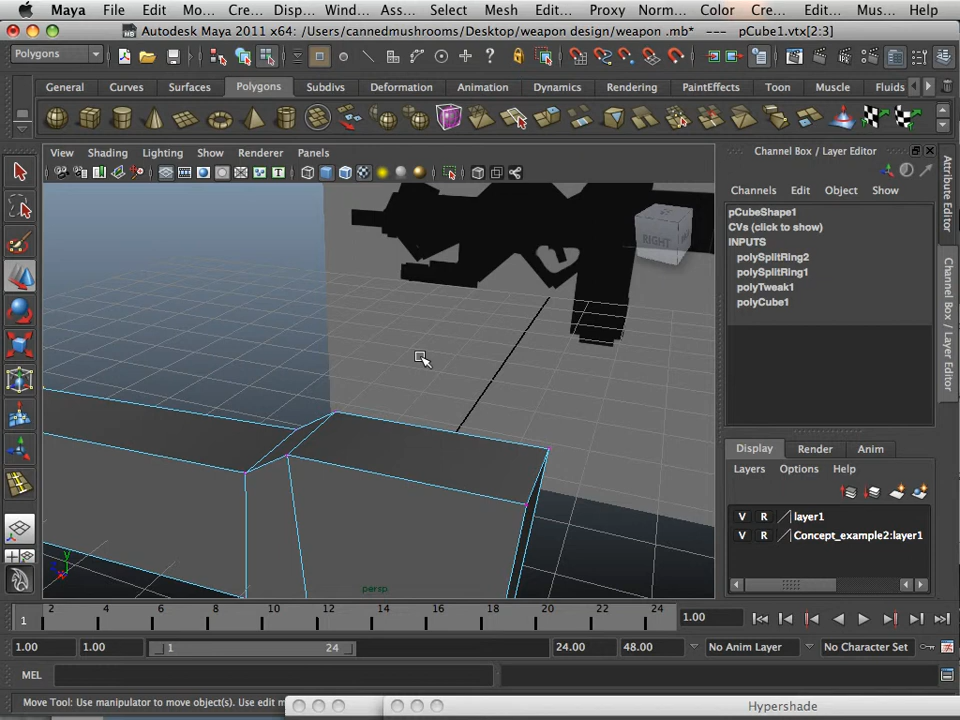 Maya File Edit Mo... Cre... Disp... Wind... Ass... Select Mesh Edit... Proxy Norm... Color Cre... Edit... Mus... Help
Autodesk Maya 2011 x64: /Users/cannedmushrooms/Desktop/weapon design/weapon .mb* --- pCube1.vtx[2:3]
Polygons
General Curves Surfaces Polygons Subdivs Deformation Animation Dynamics Rendering PaintEffects Toon Muscle Fluids
View Shading Lighting Show Renderer Panels
Channel Box / Layer Editor
Channels Edit Object Show
pCubeShape1
CVs (click to show)
INPUTS
polySplitRing2
polySplitRing1
polyTweak1
polyCube1
RIGHT
Attribute Editor
Channel Box / Layer Editor
Display Render Anim
Layers Options Help
V R layer1
V R Concept_example2:layer1
y
persp
2 4 6 8 10 12 14 16 18 20 22 24
1 1.00
1.00 1.00 1 24 24.00 48.00 No Anim Layer No Character Set
MEL
Move Tool: Use manipulator to move object(s). Use edit m
Hypershade